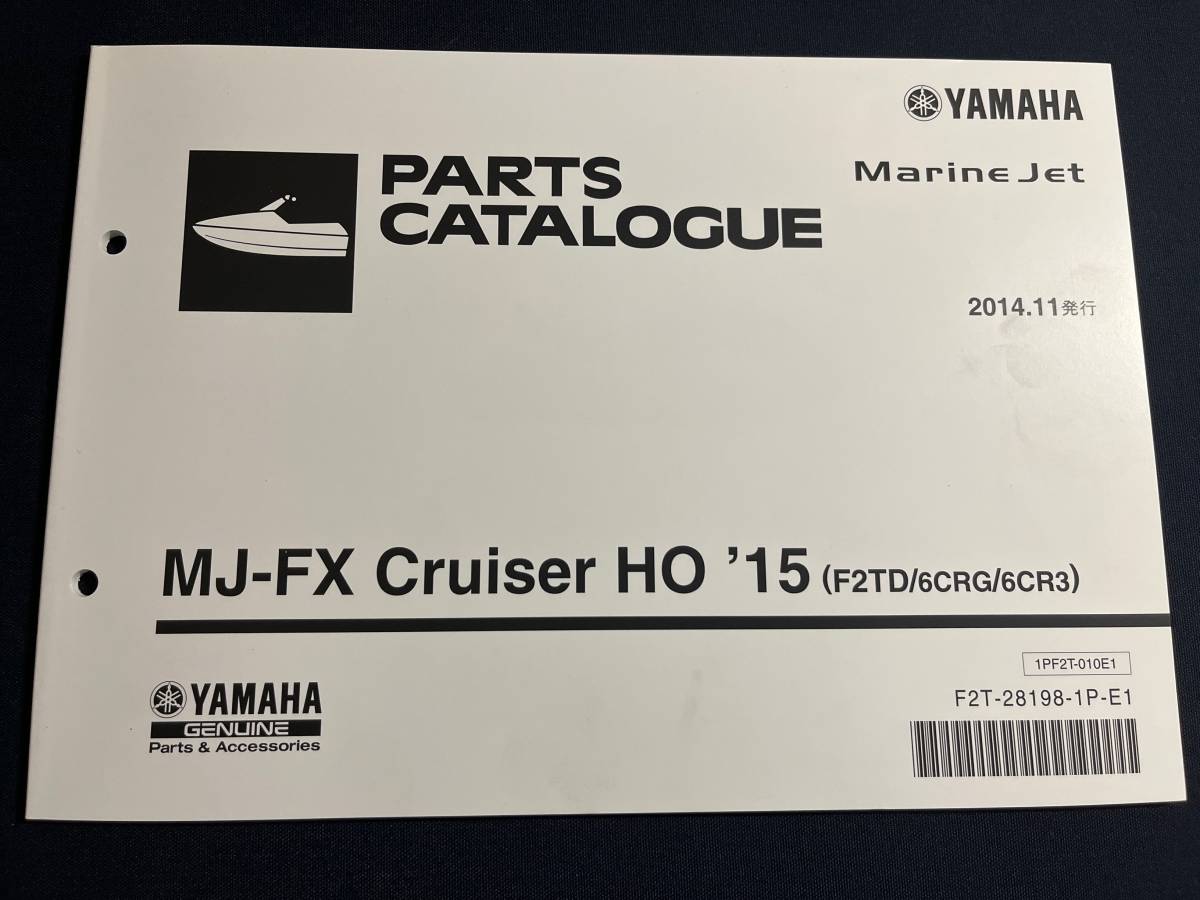 YAMAHA
Marine Jet
PARTS
CATALOGUE
2014.11発行
MJ-FX Cruiser HO ’15 (F2TD/6CRG/6CR3)
YAMAHA
GENUINE
Parts & Accessories
1PF2T-010E1
F2T-28198-1P-E1